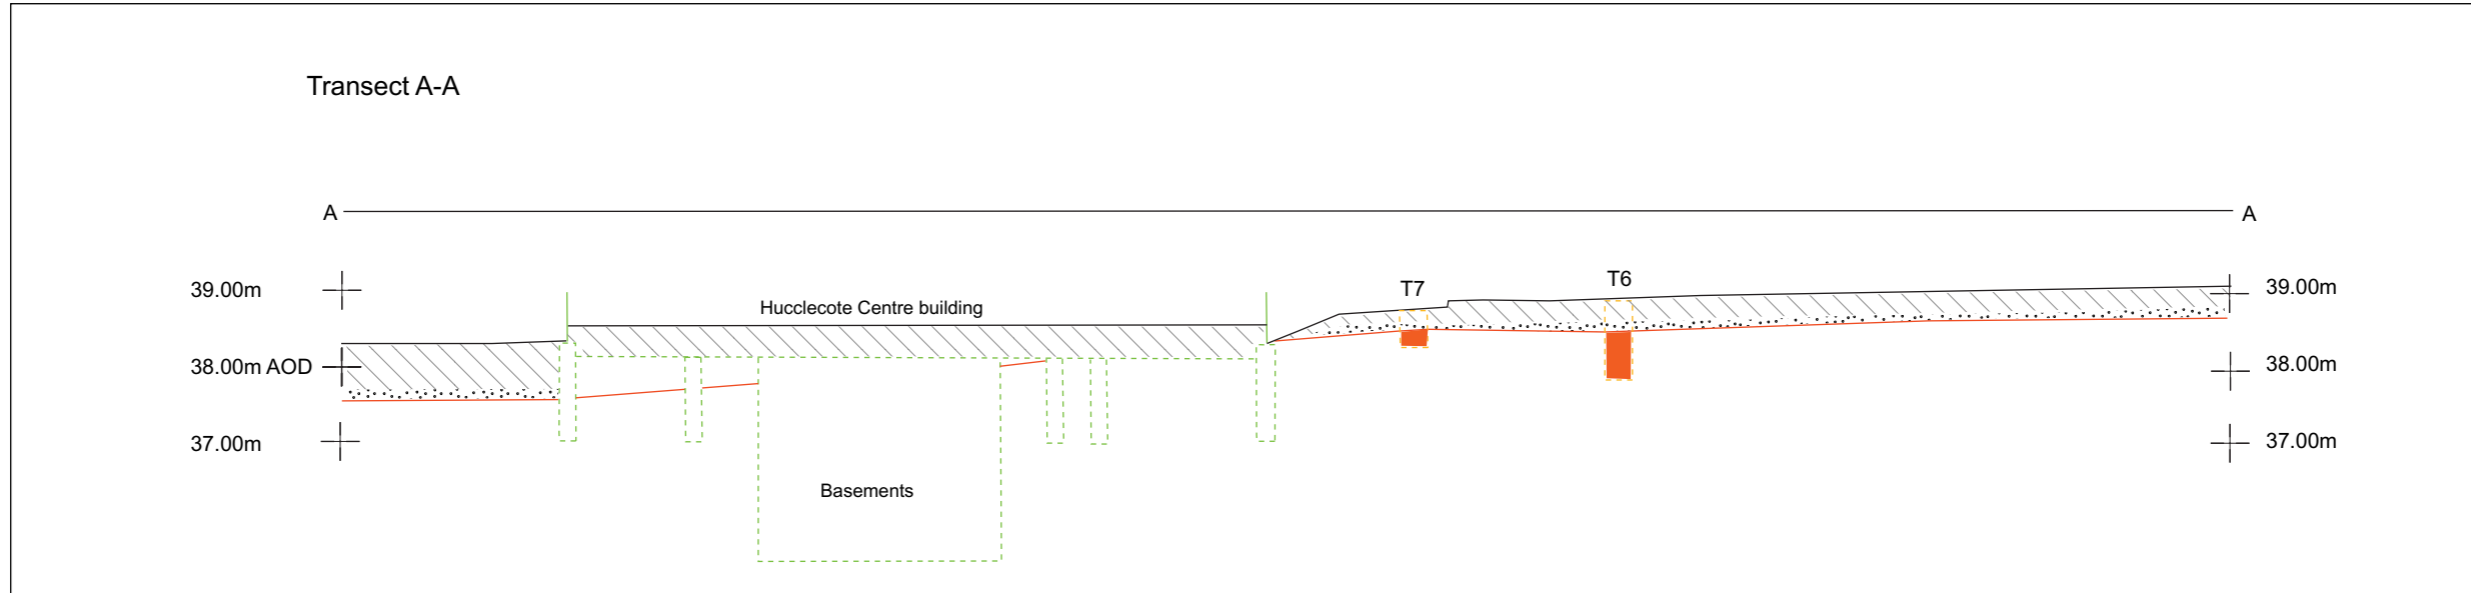 Transect A-A
A
A
39.00m
38.00m AOD
37.00m
Hucclecote Centre building
Basements
T7
T6
39.00m
38.00m
37.00m